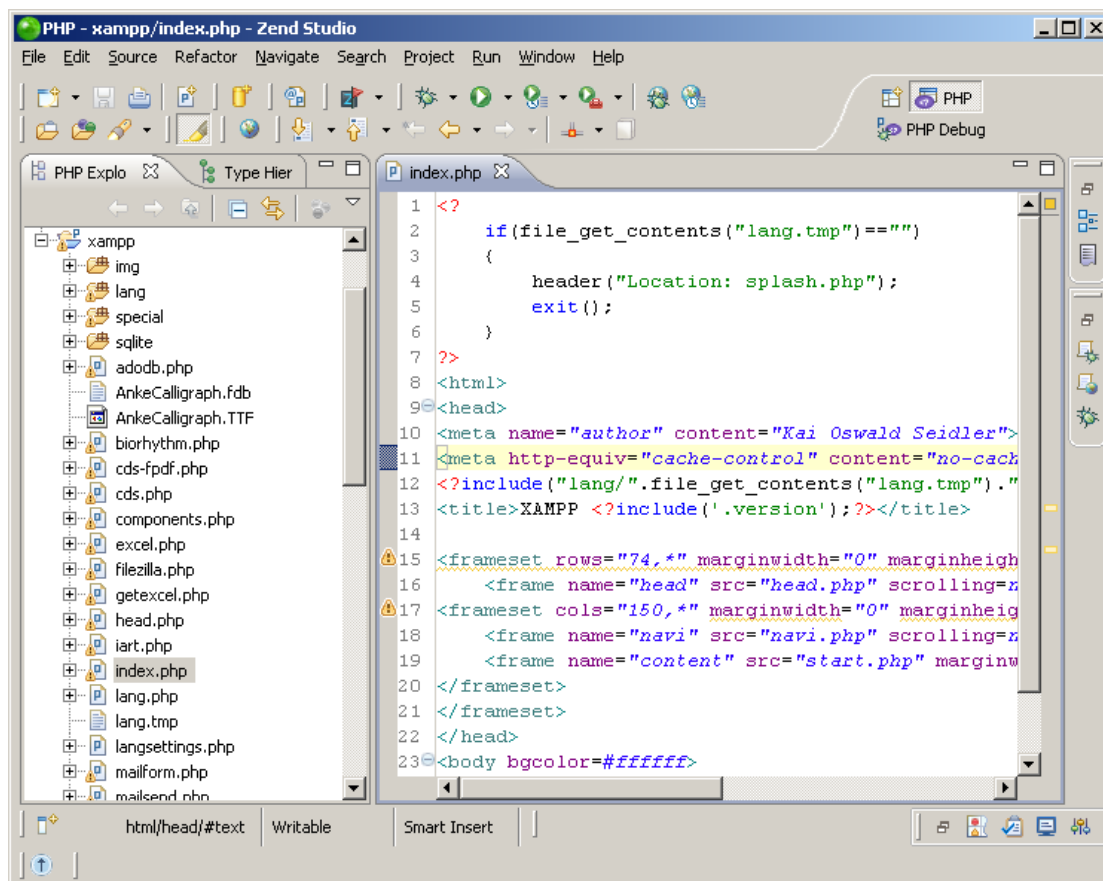 PHP - xampp/index.php - Zend Studio
File Edit Source Refactor Navigate Search Project Run Window Help
PHP
PHP Debug
PHP Explo Type Hier
xampp
img
lang
special
sqlite
adodb.php
AnkeCalligraph.fdb
AnkeCalligraph.TTF
biorhythm.php
cds-fpdf.php
cds.php
components.php
excel.php
filezilla.php
getexcel.php
head.php
iart.php
index.php
lang.php
lang.tmp
langsettings.php
mailform.php
mailsend.php
index.php
1 <?
2 if(file_get_contents("lang.tmp")=="")
3 {
4 header("Location: splash.php");
5 exit();
6 }
7 ?>
8 <html>
9 <head>
10 <meta name="author" content="Kai Oswald Seidler">
11 <meta http-equiv="cache-control" content="no-cach
12 <?include("lang/".file_get_contents("lang.tmp")."
13 <title>XAMPP <?include('.version');?></title>
14
15 <frameset rows="74,*" marginwidth="0" marginheigh
16 <frame name="head" src="head.php" scrolling=n
17 <frameset cols="150,*" marginwidth="0" marginheig
18 <frame name="navi" src="navi.php" scrolling=n
19 <frame name="content" src="start.php" marginw
20 </frameset>
21 </frameset>
22 </head>
23 <body bgcolor=#ffffff>
html/head/#text Writable Smart Insert